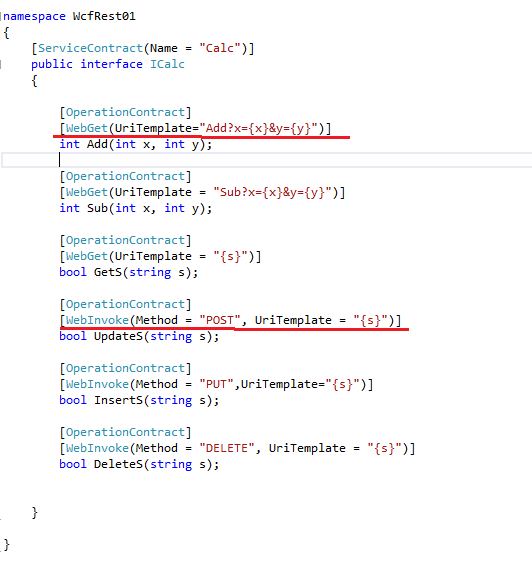 namespace WcfRest01
{
[ServiceContract(Name = "Calc")]
public interface ICalc
{
[OperationContract]
[WebGet(UriTemplate="Add?x={x}&y={y}")]
int Add(int x, int y);
[OperationContract]
[WebGet(UriTemplate = "Sub?x={x}&y={y}")]
int Sub(int x, int y);
[OperationContract]
[WebGet(UriTemplate = "{s}")]
bool GetS(string s);
[OperationContract]
[WebInvoke(Method = "POST", UriTemplate = "{s}")]
bool UpdateS(string s);
[OperationContract]
[WebInvoke(Method = "PUT",UriTemplate="{s}")]
bool InsertS(string s);
[OperationContract]
[WebInvoke(Method = "DELETE", UriTemplate = "{s}")]
bool DeleteS(string s);
}
}